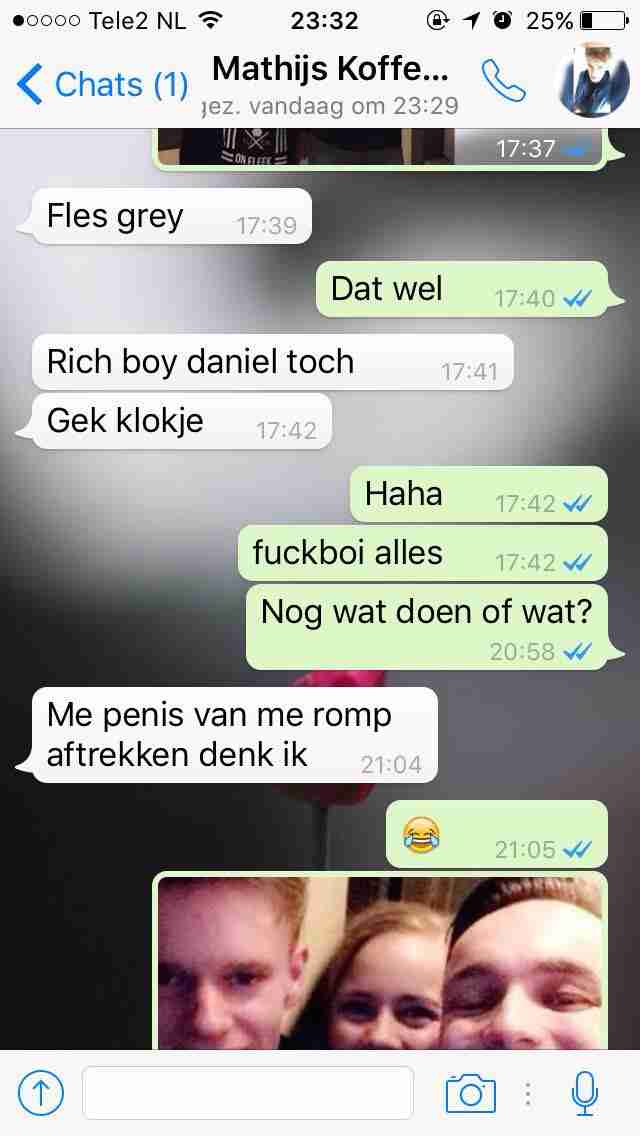 Tele2 NL 23:32 25%
Chats (1) Mathijs Koffe...
gez. vandaag om 23:29
ON FLEEK
17:37
Fles grey 17:39
Dat wel 17:40
Rich boy daniel toch 17:41
Gek klokje 17:42
Haha 17:42
fuckboi alles 17:42
Nog wat doen of wat?
20:58
Me penis van me romp
aftrekken denk ik 21:04
😂 21:05